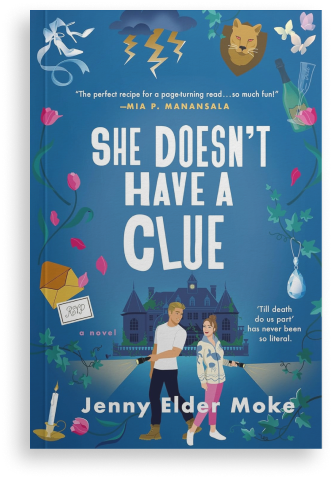 "The perfect recipe for a page-turning read...so much fun!"
—MIA P. MANANSALA
SHE DOESN'T
HAVE A
CLUE
RSVP
a novel
'Till death
do us part'
has never been
so literal.
Jenny Elder Moke